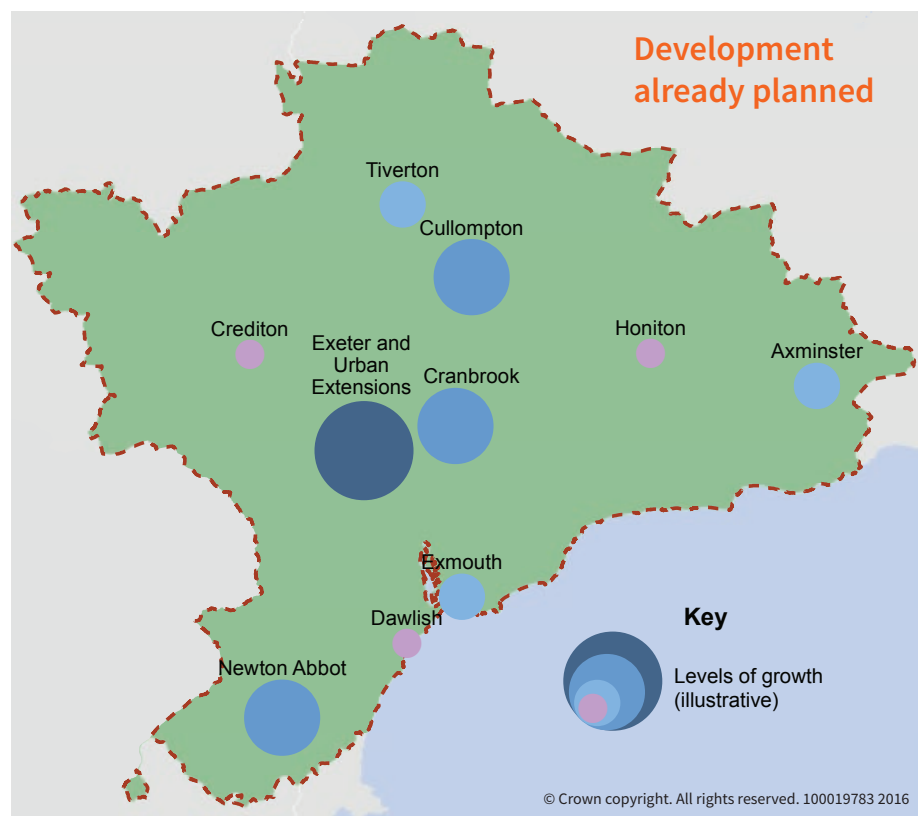 Development
already planned
Tiverton
Cullompton
Crediton
Honiton
Exeter and
Urban
Extensions
Cranbrook
Axminster
Exmouth
Dawlish
Newton Abbot
Key
Levels of growth
(illustrative)
© Crown copyright. All rights reserved. 100019783 2016